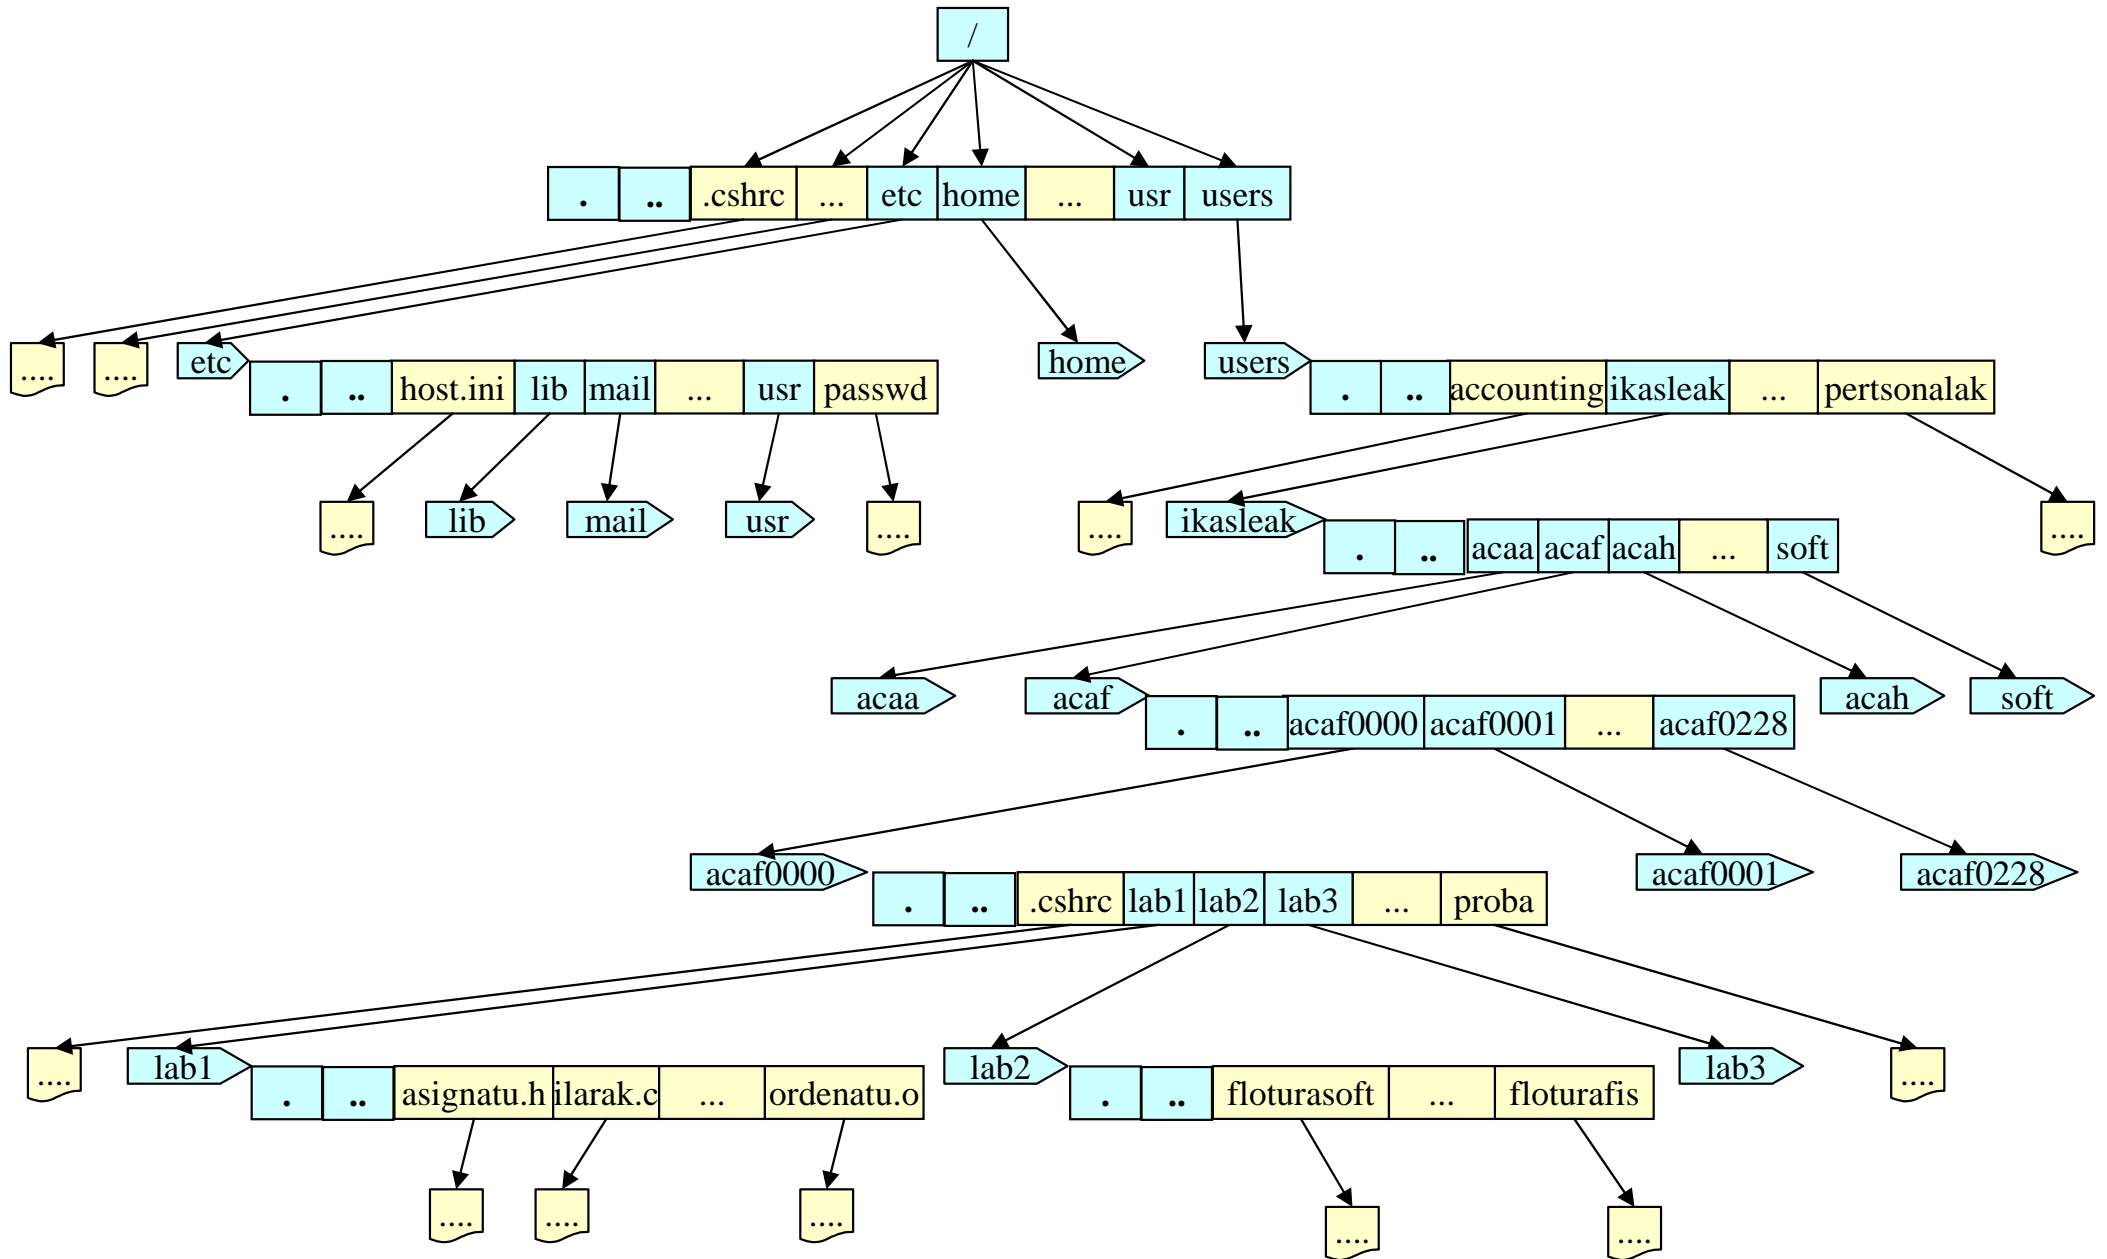 /
. .. .cshrc ... etc home ... usr users
.... .... etc home users
. .. host.ini lib mail ... usr passwd
. .. accounting ikasleak ... pertsonalak
.... lib mail usr .... .... ikasleak ....
. .. acaa acaf acah ... soft
acaa acaf acah soft
. .. acaf0000 acaf0001 ... acaf0228
acaf0000 acaf0001 acaf0228
. .. .cshrc lab1 lab2 lab3 ... proba
.... lab1 lab2 lab3 ....
. .. asignatu.h ilarak.c ... ordenatu.o
. .. floturasoft ... floturafis
.... .... .... .... ....